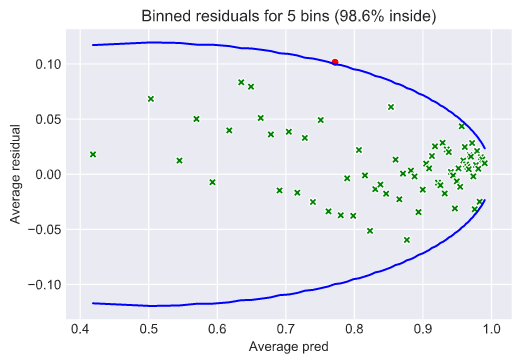 Binned residuals for 5 bins (98.6% inside)
0.10
0.05
0.00
−0.05
−0.10
Average residual
0.4 0.5 0.6 0.7 0.8 0.9 1.0
Average pred